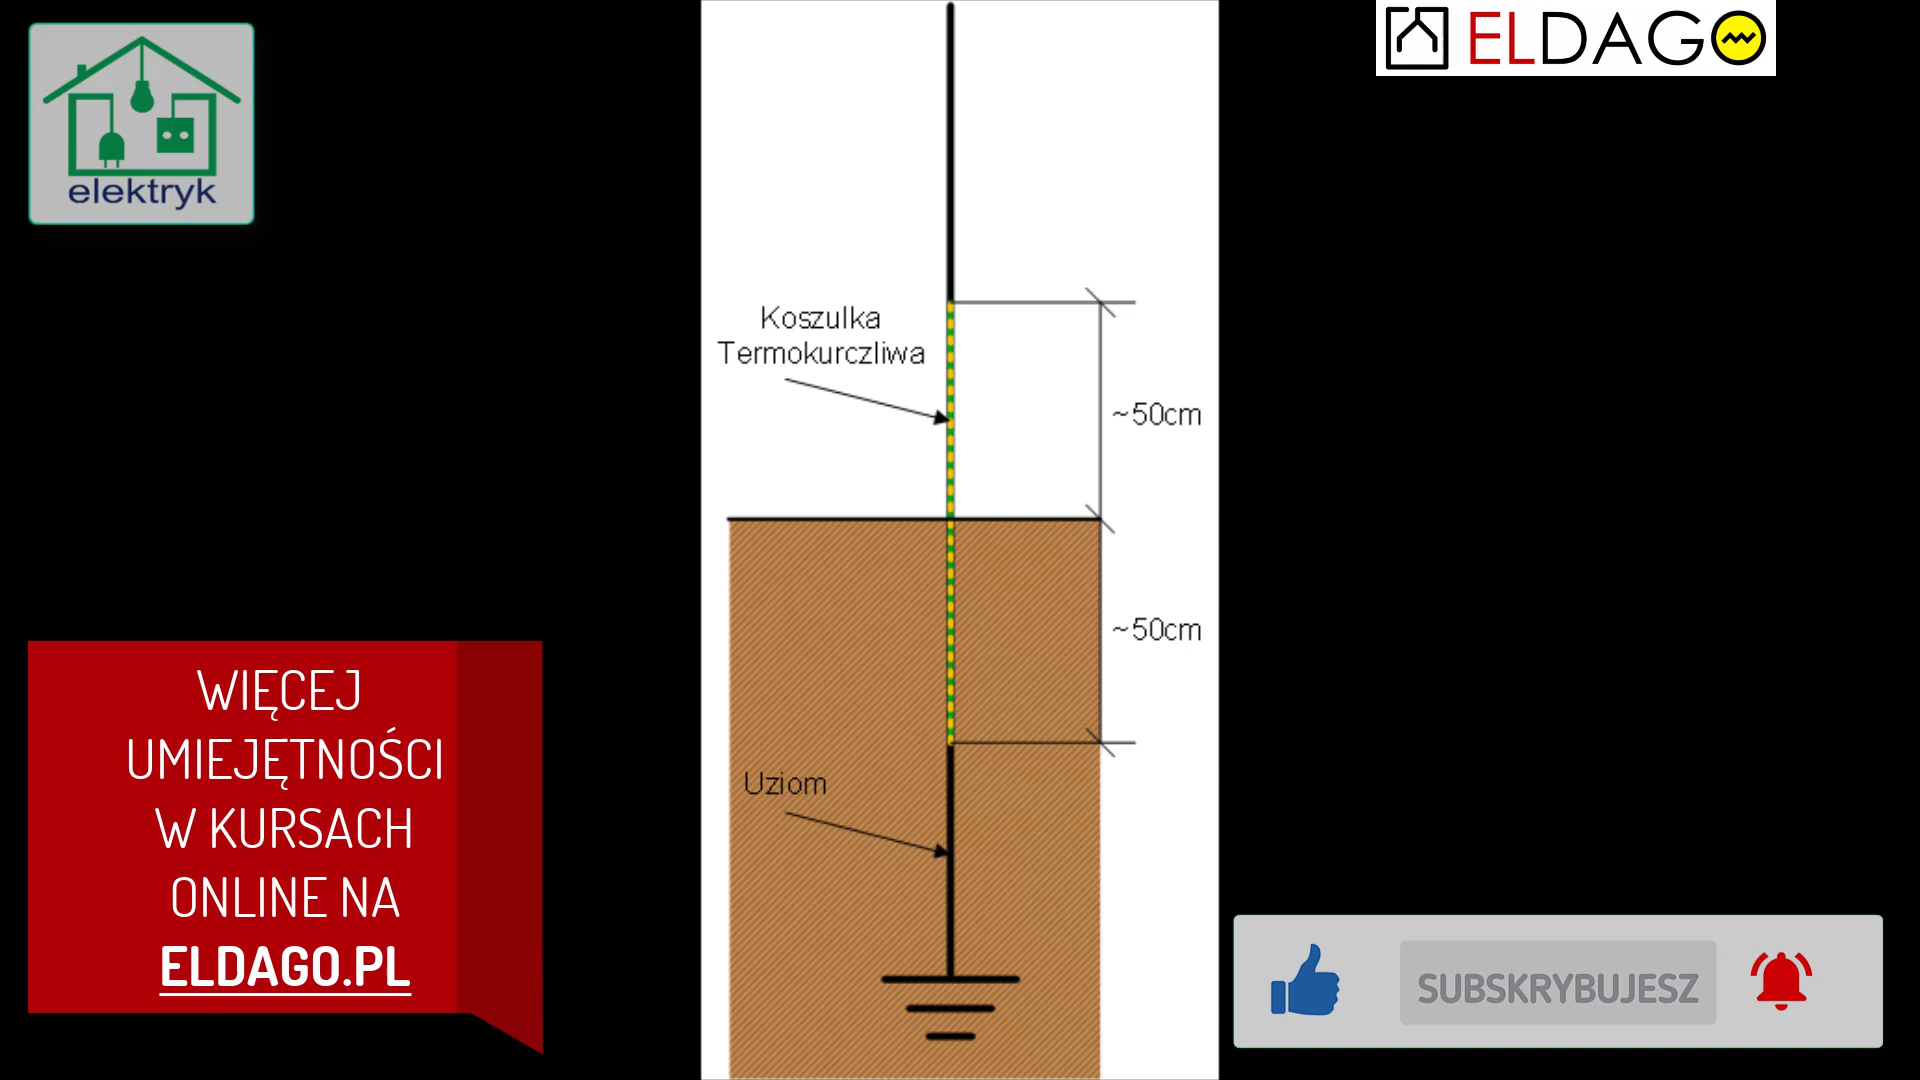 elektryk
ELDAGO
Koszulka
Termokurczliwa
~50cm
~50cm
Uziom
WIĘCEJ
UMIEJĘTNOŚCI
W KURSACH
ONLINE NA
ELDAGO.PL
SUBSKRYBUJESZ